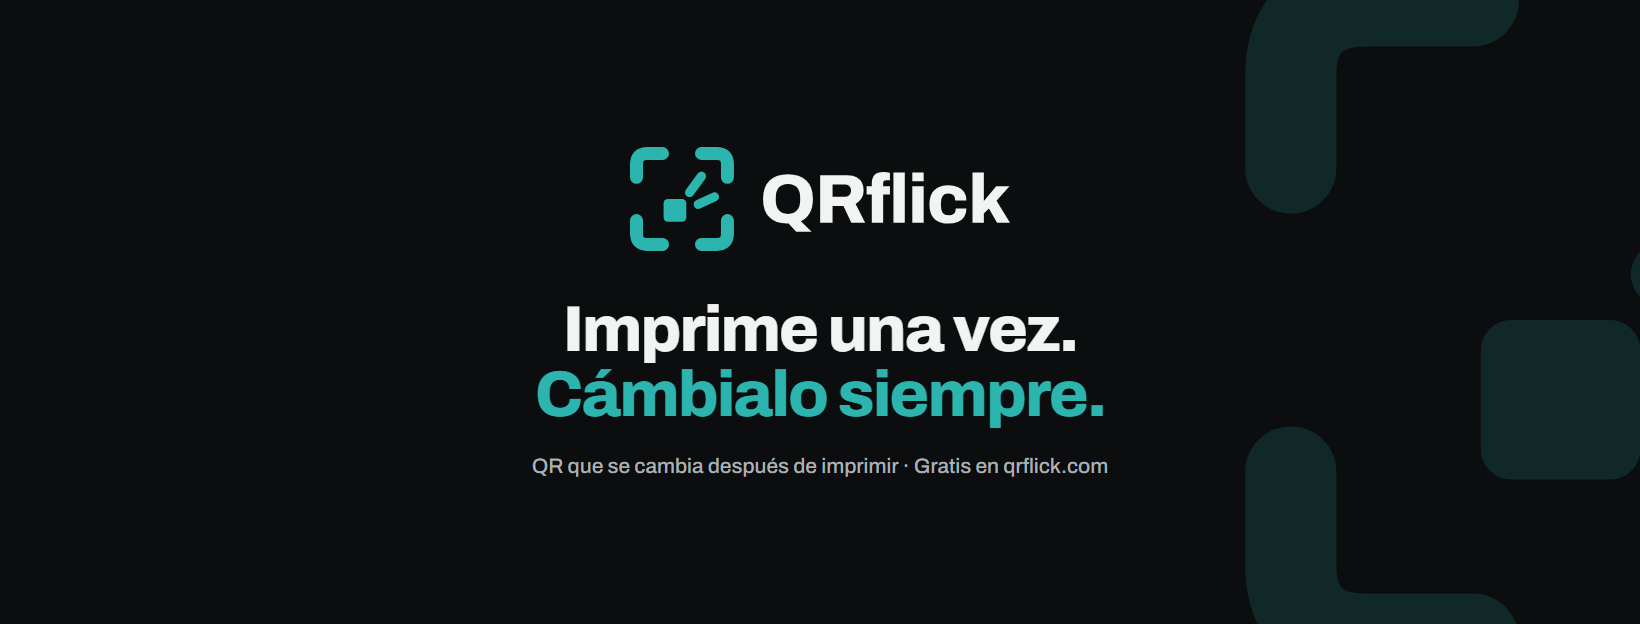 QRflick
Imprime una vez.
Cámbialo siempre.
QR que se cambia después de imprimir · Gratis en qrflick.com